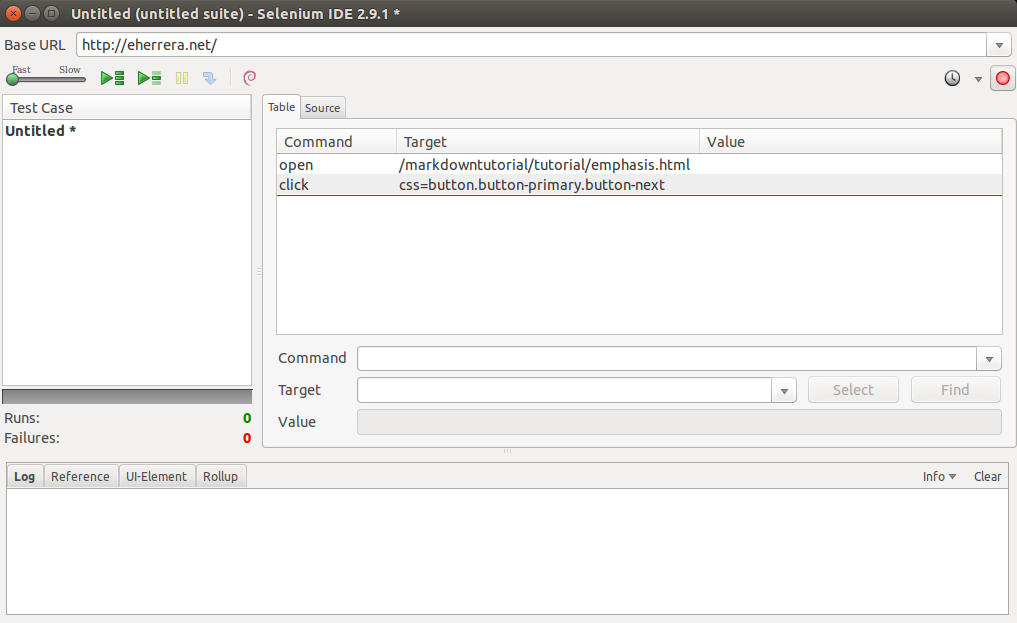 Untitled (untitled suite) - Selenium IDE 2.9.1 *
Base URL http://eherrera.net/
Fast Slow
Test Case
Untitled *
Runs: 0
Failures: 0
Table Source
Command Target Value
open /markdowntutorial/tutorial/emphasis.html
click css=button.button-primary.button-next
Command
Target Select Find
Value
Log Reference UI-Element Rollup Info Clear